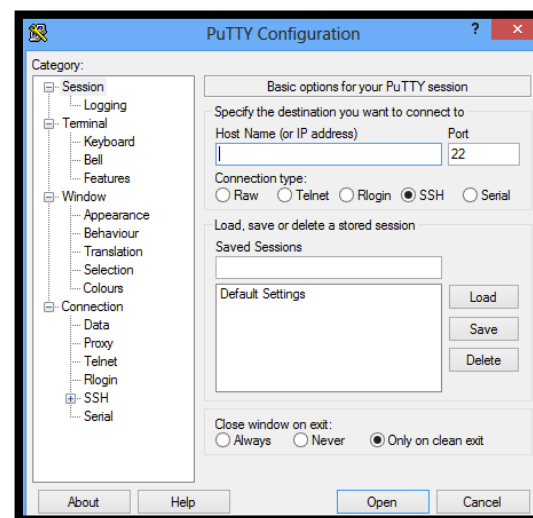 PuTTY Configuration
?
Category:
Session
Logging
Terminal
Keyboard
Bell
Features
Window
Appearance
Behaviour
Translation
Selection
Colours
Connection
Data
Proxy
Telnet
Rlogin
SSH
Serial
Basic options for your PuTTY session
Specify the destination you want to connect to
Host Name (or IP address) Port
22
Connection type:
Raw Telnet Rlogin SSH Serial
Load, save or delete a stored session
Saved Sessions
Default Settings
Load
Save
Delete
Close window on exit:
Always Never Only on clean exit
About Help Open Cancel